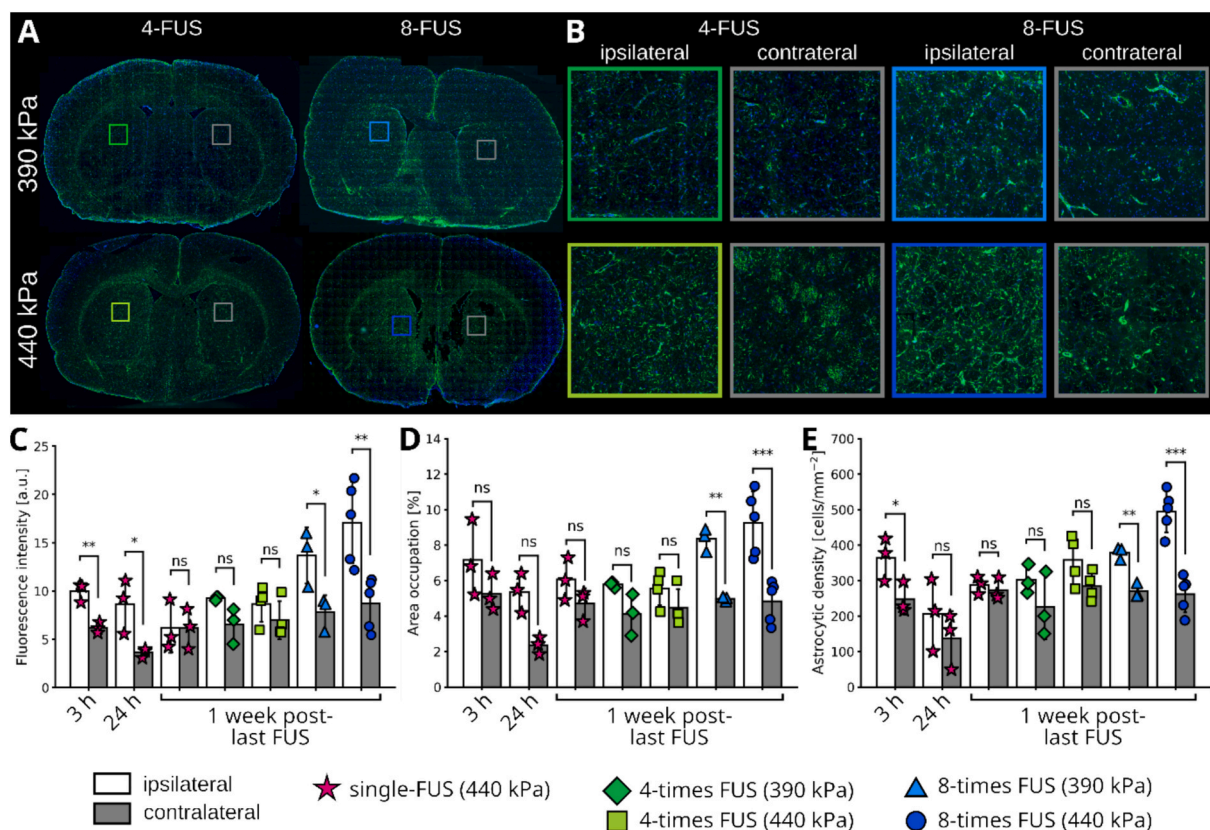 A
4-FUS
8-FUS
390 kPa
440 kPa
B
4-FUS
8-FUS
ipsilateral
contrateral
ipsilateral
contrateral
C
Fluorescence intensity [a.u.]
25
20
15
10
5
0
**
*
ns
ns
ns
*
**
3 h
24 h
1 week post-
last FUS
D
Area occupation [%]
14
12
10
8
6
4
2
0
ns
ns
ns
ns
ns
**
***
3 h
24 h
1 week post-
last FUS
E
Astrocytic density [cells/mm⁻²]
700
600
500
400
300
200
100
0
*
ns
ns
ns
ns
**
***
3 h
24 h
1 week post-
last FUS
ipsilateral
contralateral
single-FUS (440 kPa)
4-times FUS (390 kPa)
4-times FUS (440 kPa)
8-times FUS (390 kPa)
8-times FUS (440 kPa)